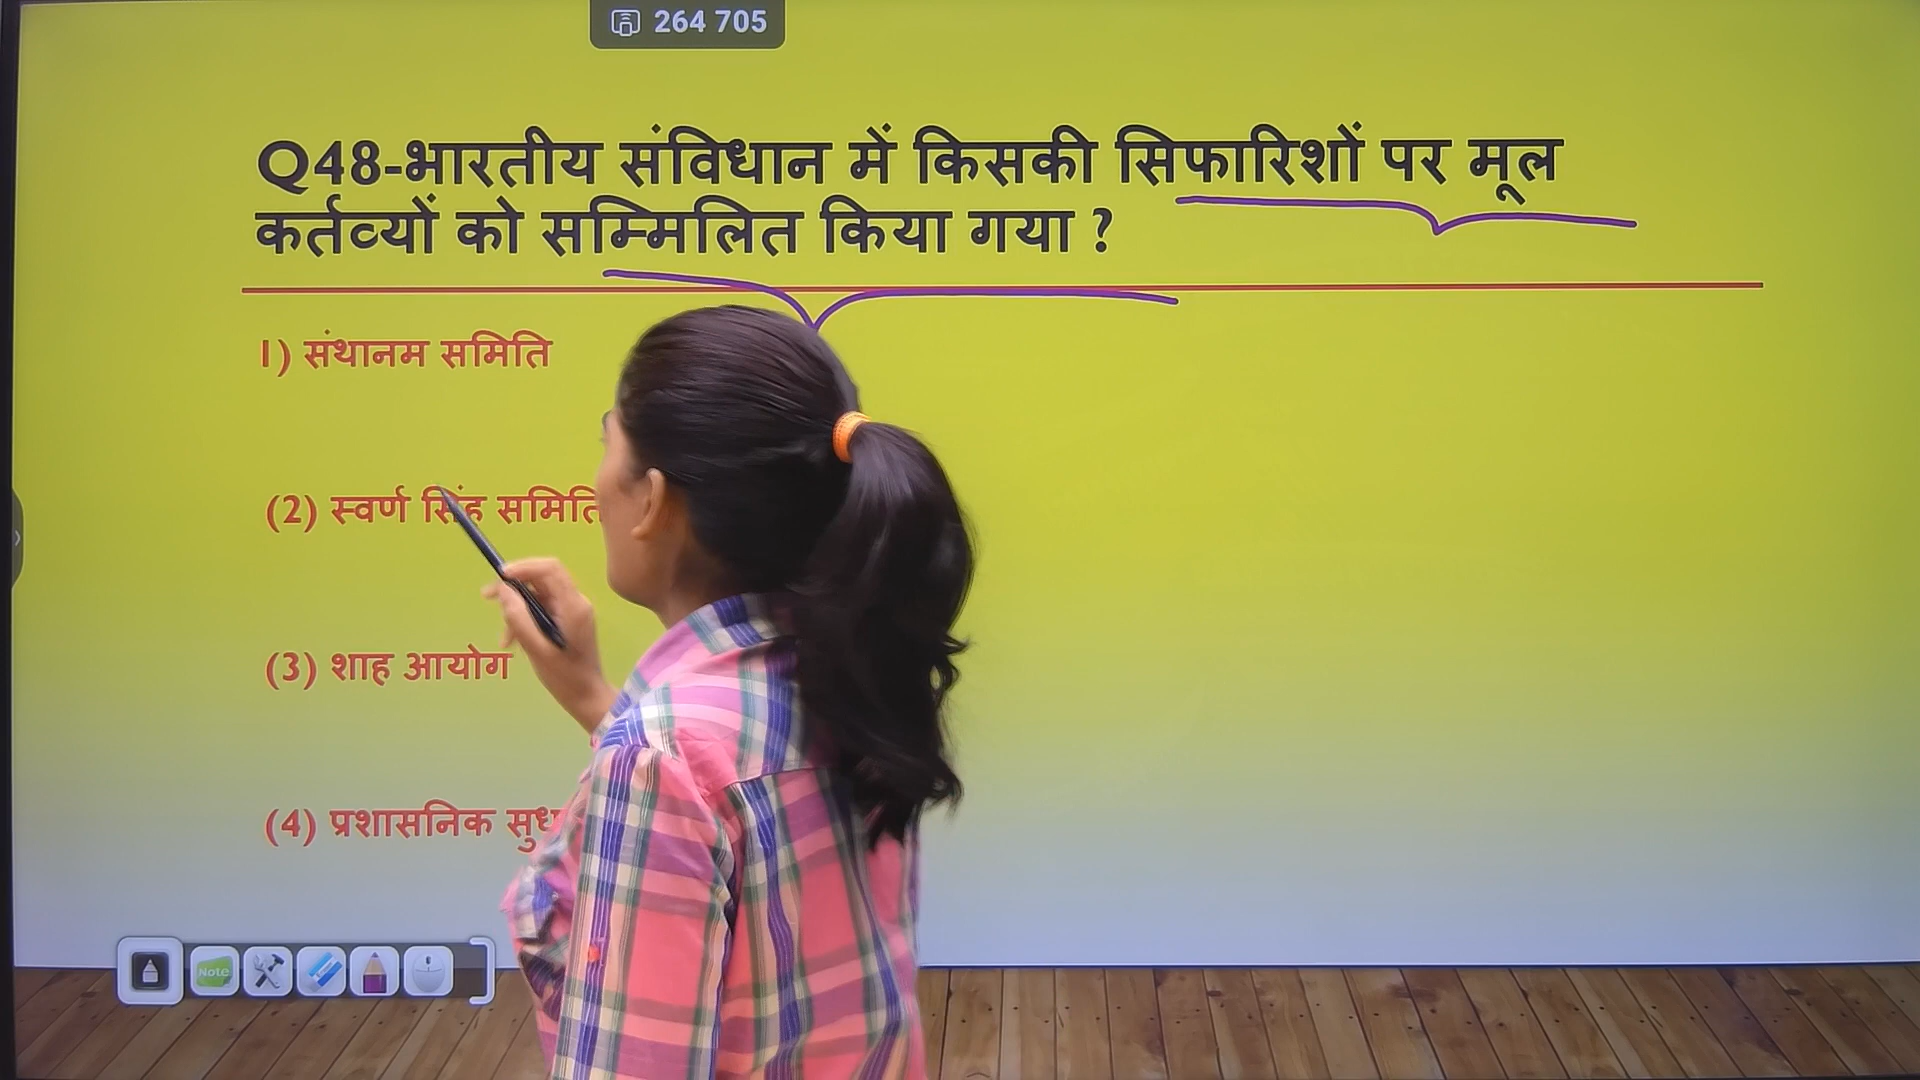 264 705
Q48-भारतीय संविधान में किसकी सिफारिशों पर मूल
कर्तव्यों को सम्मिलित किया गया ?
1) संथानम समिति
(2) स्वर्ण सिंह समिति
(3) शाह आयोग
(4) प्रशासनिक
Note